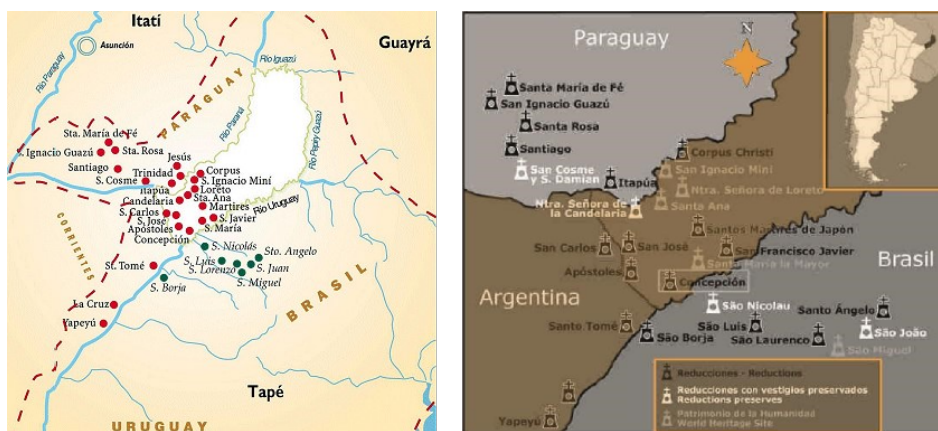 Itatí
Asunción
Guayrá
Río Paraguay
Río Iguazú
PARAGUAY
Río Paraná
Río Pepiry Guazú
Sta. María de Fé
S. Ignacio Guazú
Sta. Rosa
Jesús
Santiago
Trinidad
Corpus
S. Cosme
S. Ignacio Miní
Itapúa
Loreto
Candelaria
Sta. Ana
Río Uruguay
S. Carlos
Martires
S. José
S. Javier
Apóstoles
S. María
Concepción
CORRIENTES
S. Nicolás
Sto. Angelo
S. Luis
S. Juan
S. Lorenzo
St. Tomé
S. Miguel
S. Borja
BRASIL
La Cruz
Yapeyú
Tapé
URUGUAY
Paraguay
N
Santa María de Fé
San Ignacio Guazú
Santa Rosa
Santiago
Corpus Christi
San Cosme
y S. Damian
San Ignacio Miní
Itapúa
Ntra. Señora de Loreto
Ntra. Señora de
la Candelaria
Santa Ana
Santos Martires de Japón
San Carlos
San José
San Francisco Javier
Santa María la Mayor
Brasil
Apóstoles
Concepción
Argentina
São Nicolau
Santo Ángelo
Santo Tomé
São Luis
São João
São Borja
São Laurenco
São Miguel
Reducciones - Reductions
Reducciones con vestigios preservados
Reductions preserves
Patrimonio de la Humanidad
World Heritage Site
Yapeyú